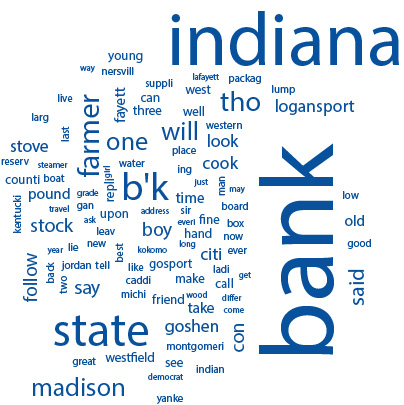 indiana
young
way
nersvill
lafayett
packag
suppli
west
lump
live
can
tho
logansport
larg
farmer
fayett
three
well
last
one
will
western
stove
look
place
reserv
steamer
water
ing
cook
counti
boat
girl
b'k
just
man
may
bank
pound
grade
repli
time
low
kentucki
travel
gan
upon
address
sir
board
old
stock
ask
leav
boy
everi
fine
box
year
lie
new
best
kokomo
long
hand
now
good
follow
back
jordan
tell
like
gosport
citi
ever
two
say
caddi
make
ladi
get
said
michi
friend
wood
call
differ
state
take
come
goshen
con
montgomeri
great
westfield
see
indian
madison
democrat
yanke